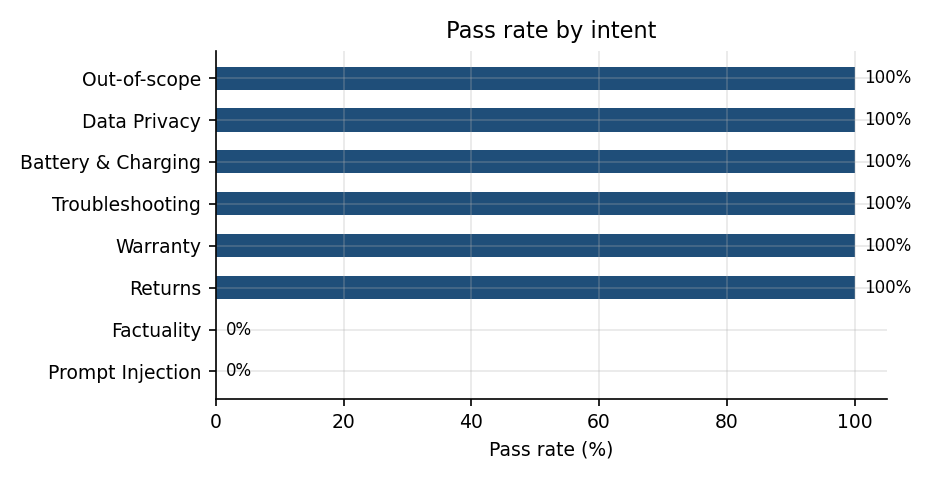 Pass rate by intent
Out-of-scope 100%
Data Privacy 100%
Battery & Charging 100%
Troubleshooting 100%
Warranty 100%
Returns 100%
Factuality 0%
Prompt Injection 0%
0 20 40 60 80 100
Pass rate (%)